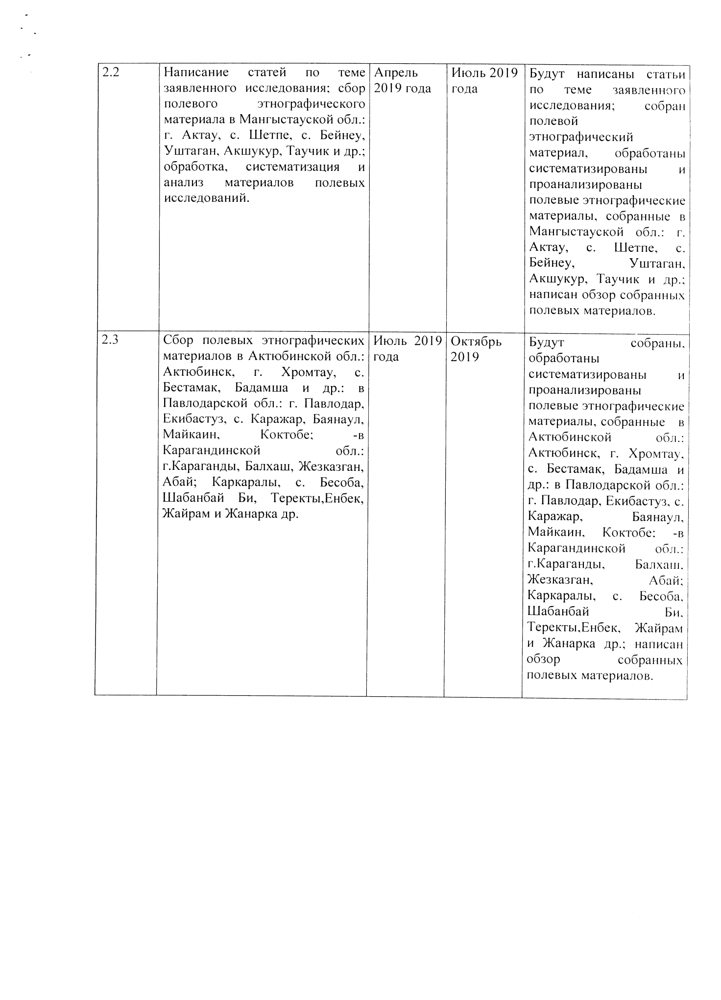 2.2
Написание статей по теме
заявленного исследования; сбор
полевого этнографического
материала в Мангыстауской обл.:
г. Актау, с. Шетпе, с. Бейнеу,
Уштаган, Акшукур, Таучик и др.;
обработка, систематизация и
анализ материалов полевых
исследований.
Апрель
2019 года
Июль 2019
года
Будут написаны статьи
по теме заявленного
исследования; собран
полевой
этнографический
материал, обработаны
систематизированы и
проанализированы
полевые этнографические
материалы, собранные в
Мангыстауской обл.: г.
Актау, с. Шетпе, с.
Бейнеу, Уштаган,
Акшукур, Таучик и др.;
написан обзор собранных
полевых материалов.
2.3
Сбор полевых этнографических
материалов в Актюбинской обл.:
Актюбинск, г. Хромтау, с.
Бестамак, Бадамша и др.: в
Павлодарской обл.: г. Павлодар,
Екибастуз, с. Каражар, Баянаул,
Майкаин, Коктобе; -в
Карагандинской обл.:
г.Караганды, Балхаш, Жезказган,
Абай; Каркаралы, с. Бесоба,
Шабанбай Би, Теректы,Енбек,
Жайрам и Жанарка др.
Июль 2019
года
Октябрь
2019
Будут собраны,
обработаны
систематизированы и
проанализированы
полевые этнографические
материалы, собранные в
Актюбинской обл.:
Актюбинск, г. Хромтау,
с. Бестамак, Бадамша и
др.: в Павлодарской обл.:
г. Павлодар, Екибастуз, с.
Каражар, Баянаул,
Майкаин, Коктобе; -в
Карагандинской обл.:
г.Караганды, Балхаш,
Жезказган, Абай;
Каркаралы, с. Бесоба,
Шабанбай Би,
Теректы,Енбек, Жайрам
и Жанарка др.; написан
обзор собранных
полевых материалов.